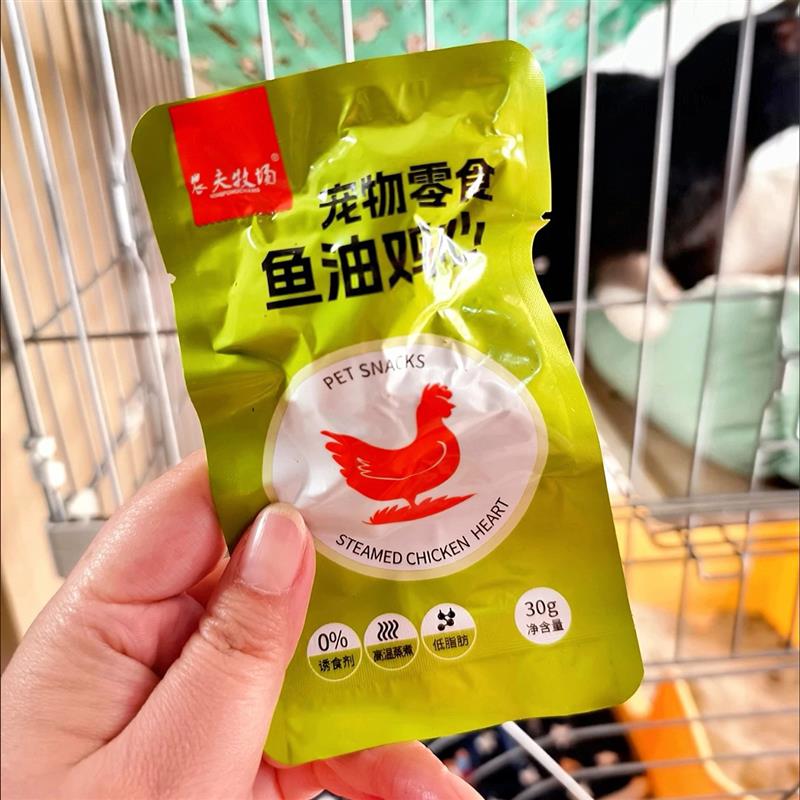 农夫牧场®
宠物零食
鱼油鸡心
PET SNACKS
STEAMED CHICKEN HEART
0%
诱食剂
高温蒸煮
低脂肪
30g
净含量